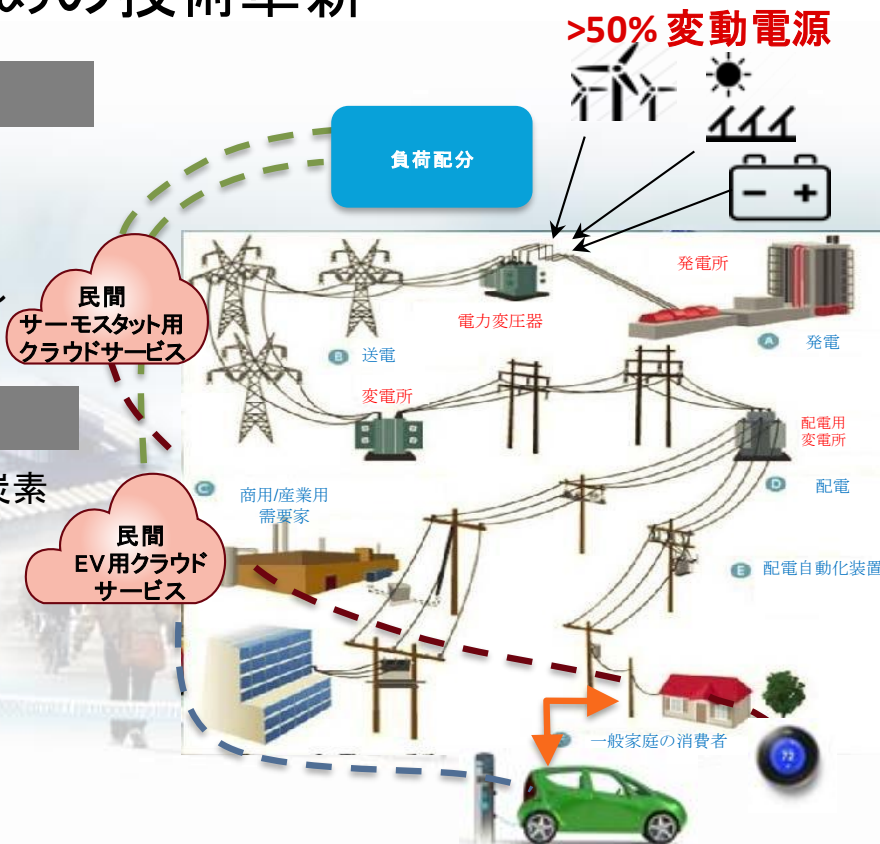 めの技術革新
>50% 変動電源
負荷配分
発電所
民間
サーモスタット用
クラウドサービス
電力変圧器
A 発電
B 送電
変電所
配電用
変電所
炭素
C 商用/産業用
需要家
D 配電
民間
EV用クラウド
サービス
E 配電自動化装置
一般家庭の消費者
72